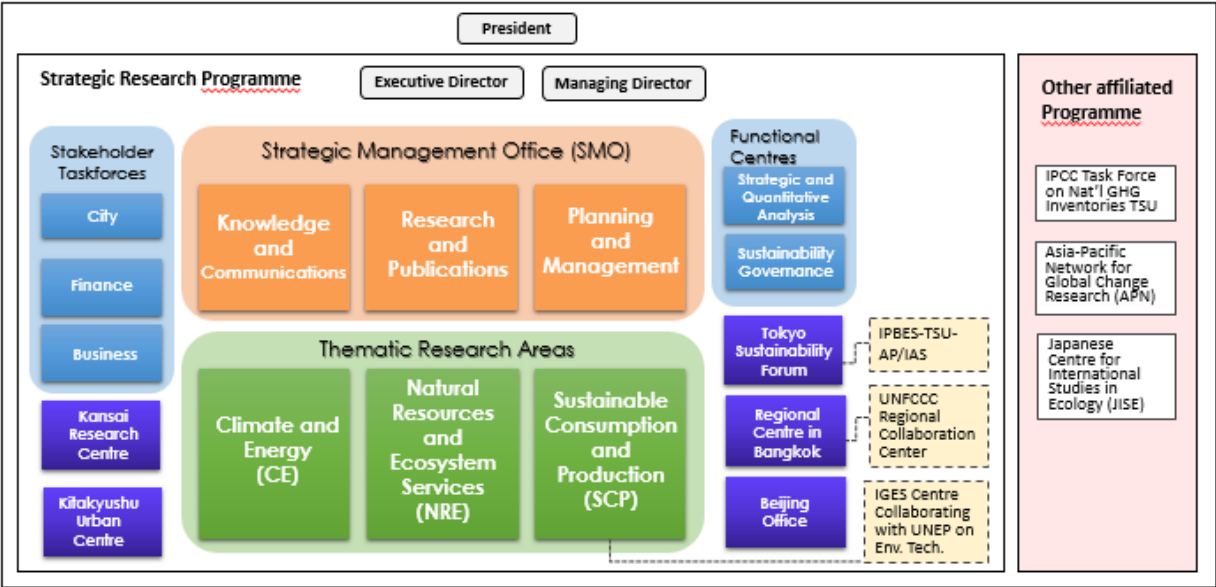 President
Strategic Research Programme
Executive Director
Managing Director
Stakeholder
Taskforces
City
Finance
Business
Kansai
Research
Centre
Kitakyushu
Urban
Centre
Strategic Management Office (SMO)
Knowledge
and
Communications
Research
and
Publications
Planning
and
Management
Thematic Research Areas
Climate and
Energy
(CE)
Natural
Resources
and
Ecosystem
Services
(NRE)
Sustainable
Consumption
and
Production
(SCP)
Functional
Centres
Strategic and
Quantitative
Analysis
Sustainability
Governance
Tokyo
Sustainability
Forum
IPBES-TSU-
AP/IAS
Regional
Centre in
Bangkok
UNFCCC
Regional
Collaboration
Center
Beijing
Office
IGES Centre
Collaborating
with UNEP on
Env. Tech.
Other affiliated
Programme
IPCC Task Force
on Nat'l GHG
Inventories TSU
Asia-Pacific
Network for
Global Change
Research (APN)
Japanese
Centre for
International
Studies in
Ecology (JISE)